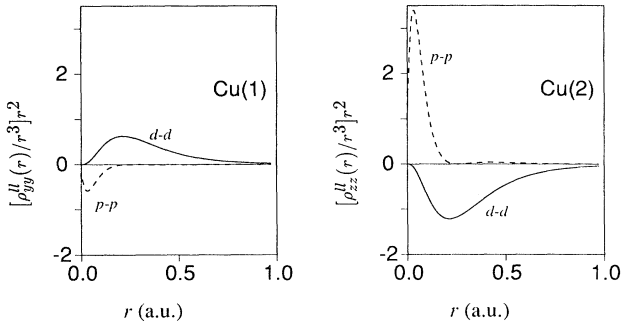 [ρ^{ll}_{yy}(r)/r^3]r^2
2
0
-2
Cu(1)
d-d
p-p
0.0 0.5 1.0
r (a.u.)
[ρ^{ll}_{zz}(r)/r^3]r^2
2
0
-2
p-p
Cu(2)
d-d
0.0 0.5 1.0
r (a.u.)